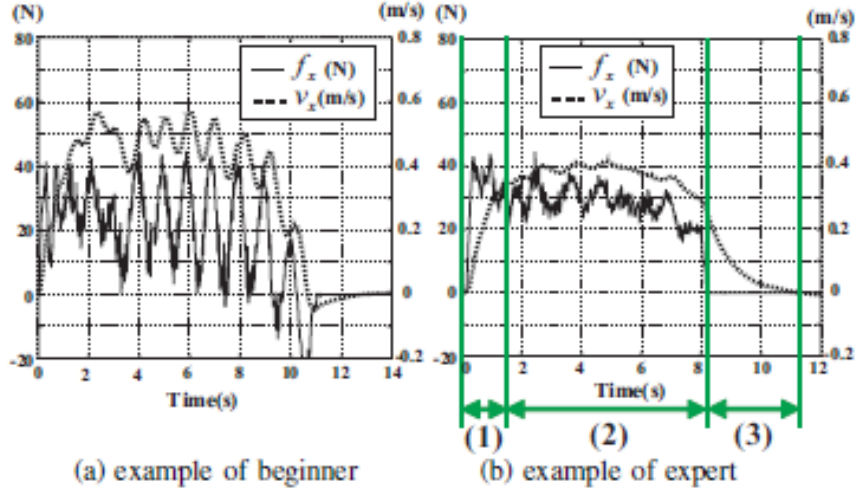 (N) (m/s)
80 0.8
60 0.6
40 0.4
20 0.2
0 0
-20 -0.2
f_x (N)
v_x(m/s)
0 2 4 6 8 10 12 14
Time(s)
(a) example of beginner
(N) (m/s)
80 0.8
60 0.6
40 0.4
20 0.2
0 0
-20 -0.2
f_x (N)
v_x (m/s)
0 2 4 6 8 10 12
Time(s)
(1) (2) (3)
(b) example of expert